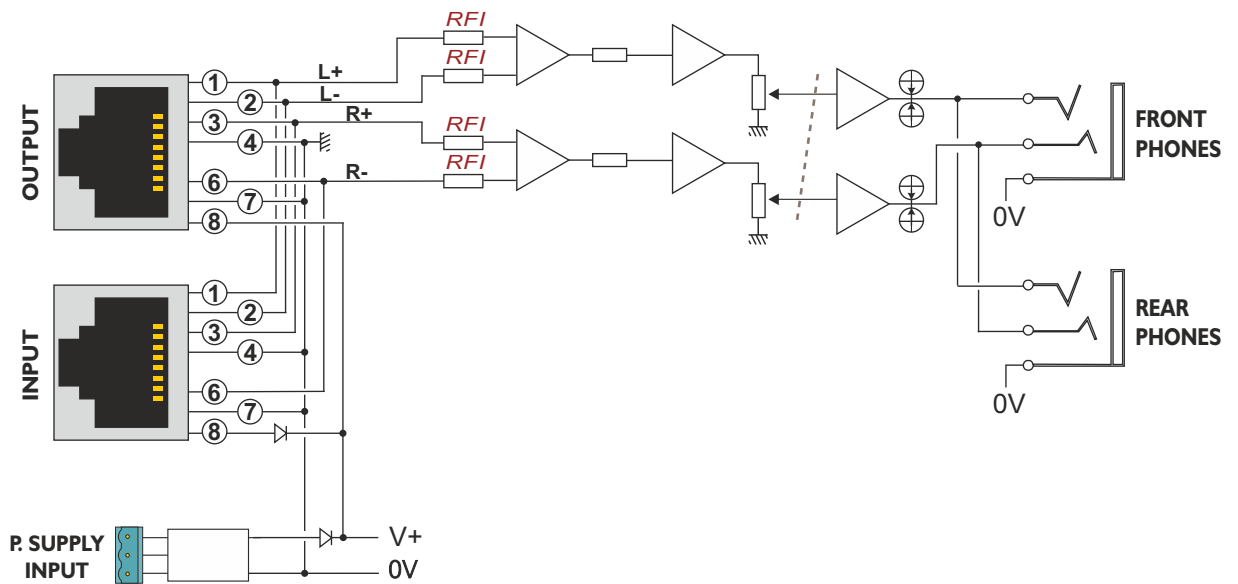 RFI
RFI
L+
L-
R+
R-
RFI
RFI
OUTPUT
1
2
3
4
6
7
8
FRONT
PHONES
0V
INPUT
1
2
3
4
6
7
8
REAR
PHONES
0V
P. SUPPLY
INPUT
V+
0V